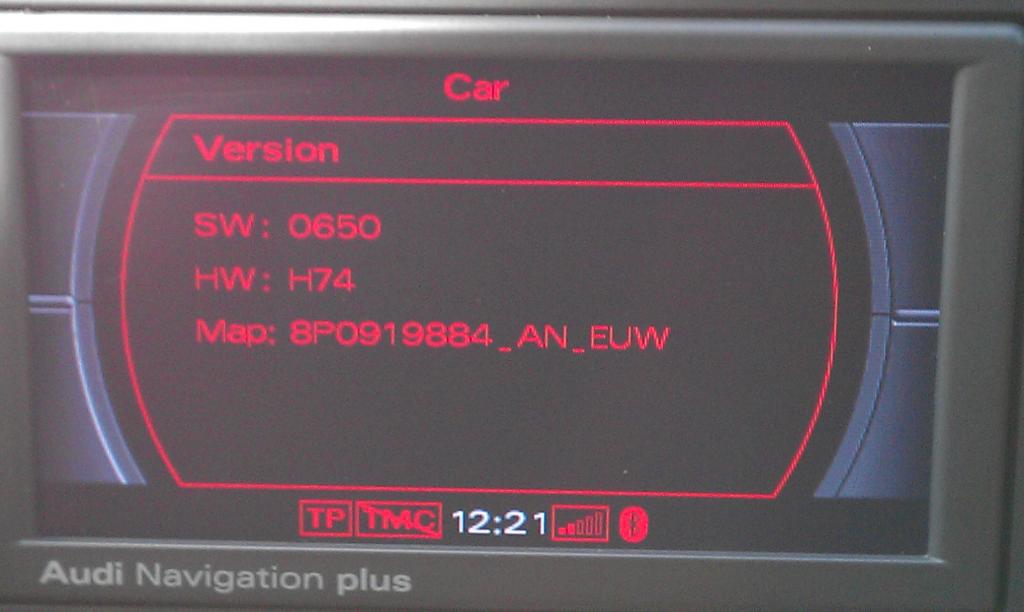 Car
Version
SW: 0650
HW: H74
Map: 8P0919884_AN_EUW
TP TMC 12:21
Audi Navigation plus